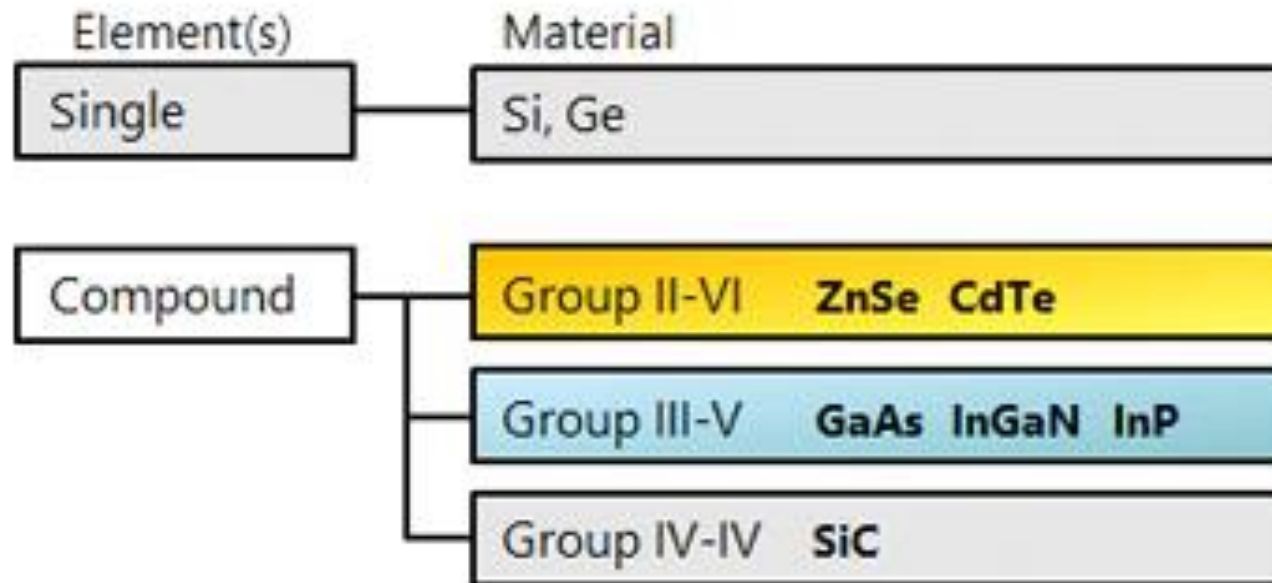 Element(s) Material
Single Si, Ge
Compound Group II-VI ZnSe CdTe
Group III-V GaAs InGaN InP
Group IV-IV SiC